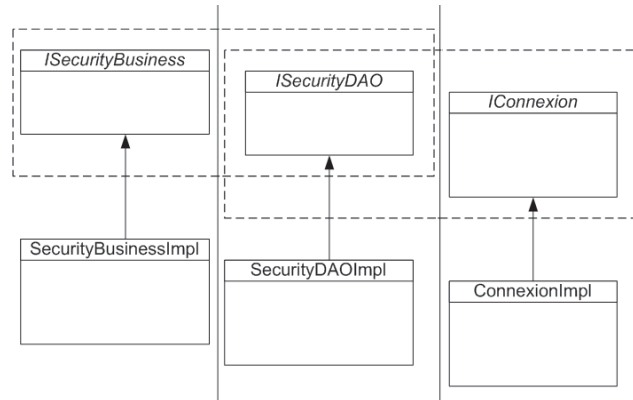 ISecurityBusiness
ISecurityDAO
IConnexion
SecurityBusinessImpl
SecurityDAOImpl
ConnexionImpl